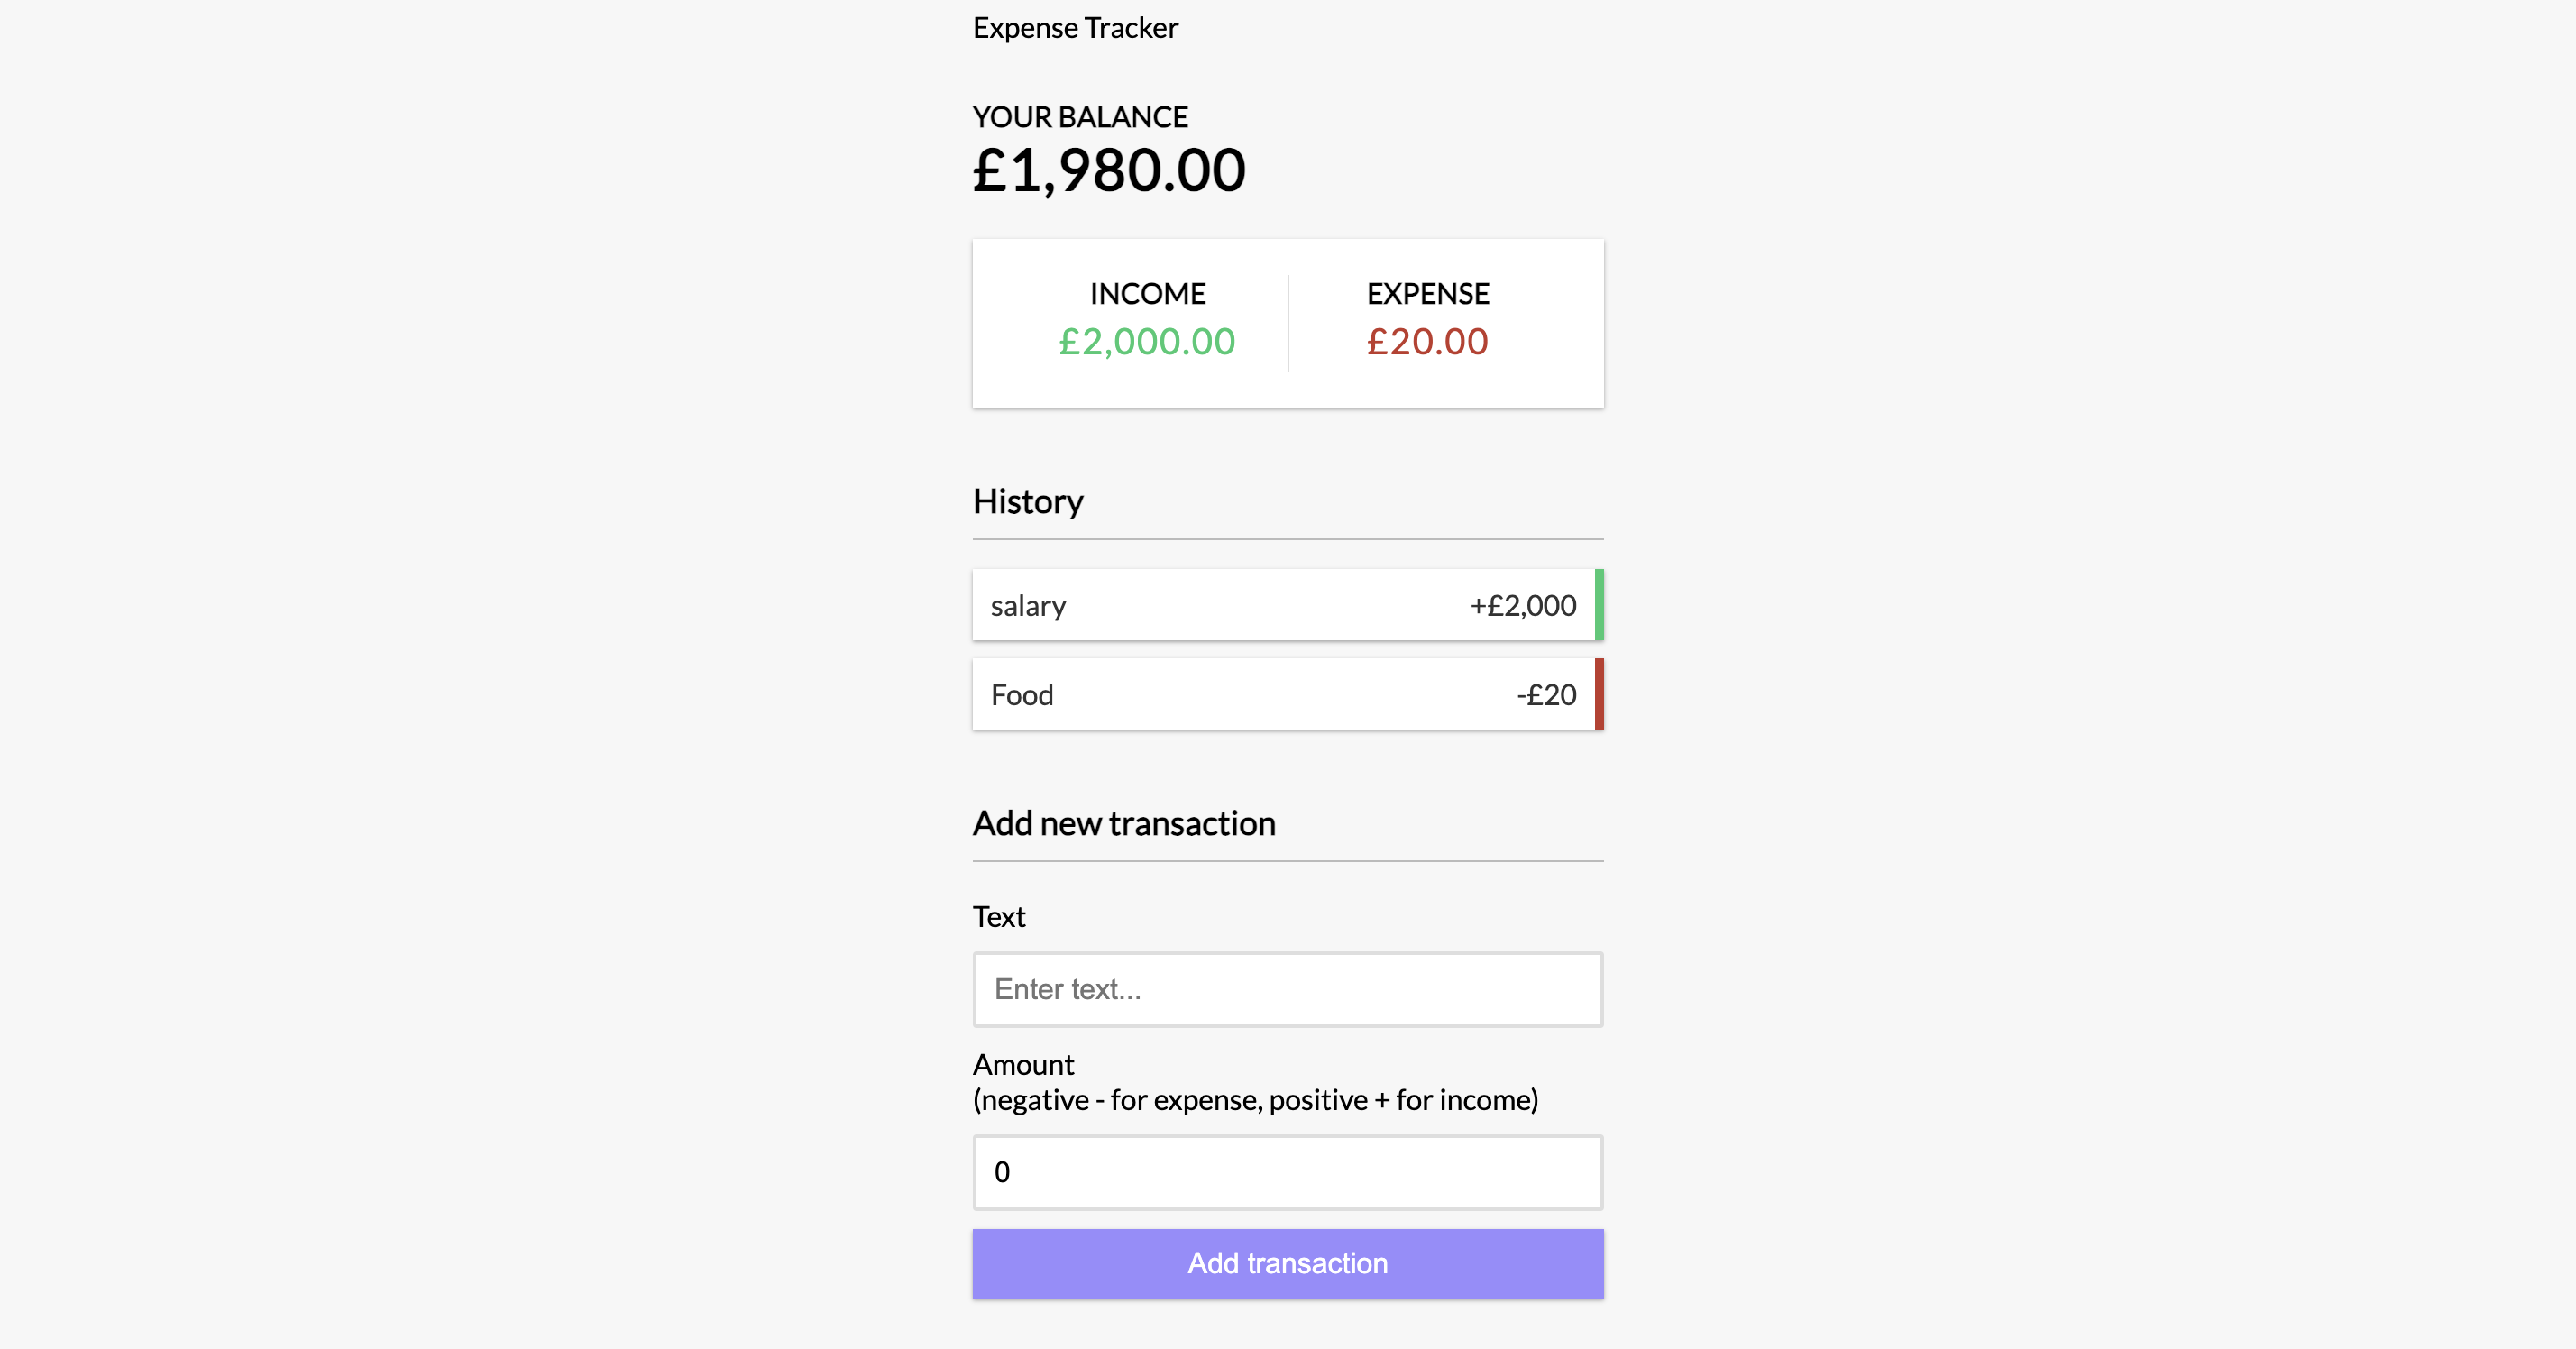 Expense Tracker
YOUR BALANCE
£1,980.00
INCOME
£2,000.00
EXPENSE
£20.00
History
salary +£2,000
Food -£20
Add new transaction
Text
Enter text...
Amount
(negative - for expense, positive + for income)
0
Add transaction